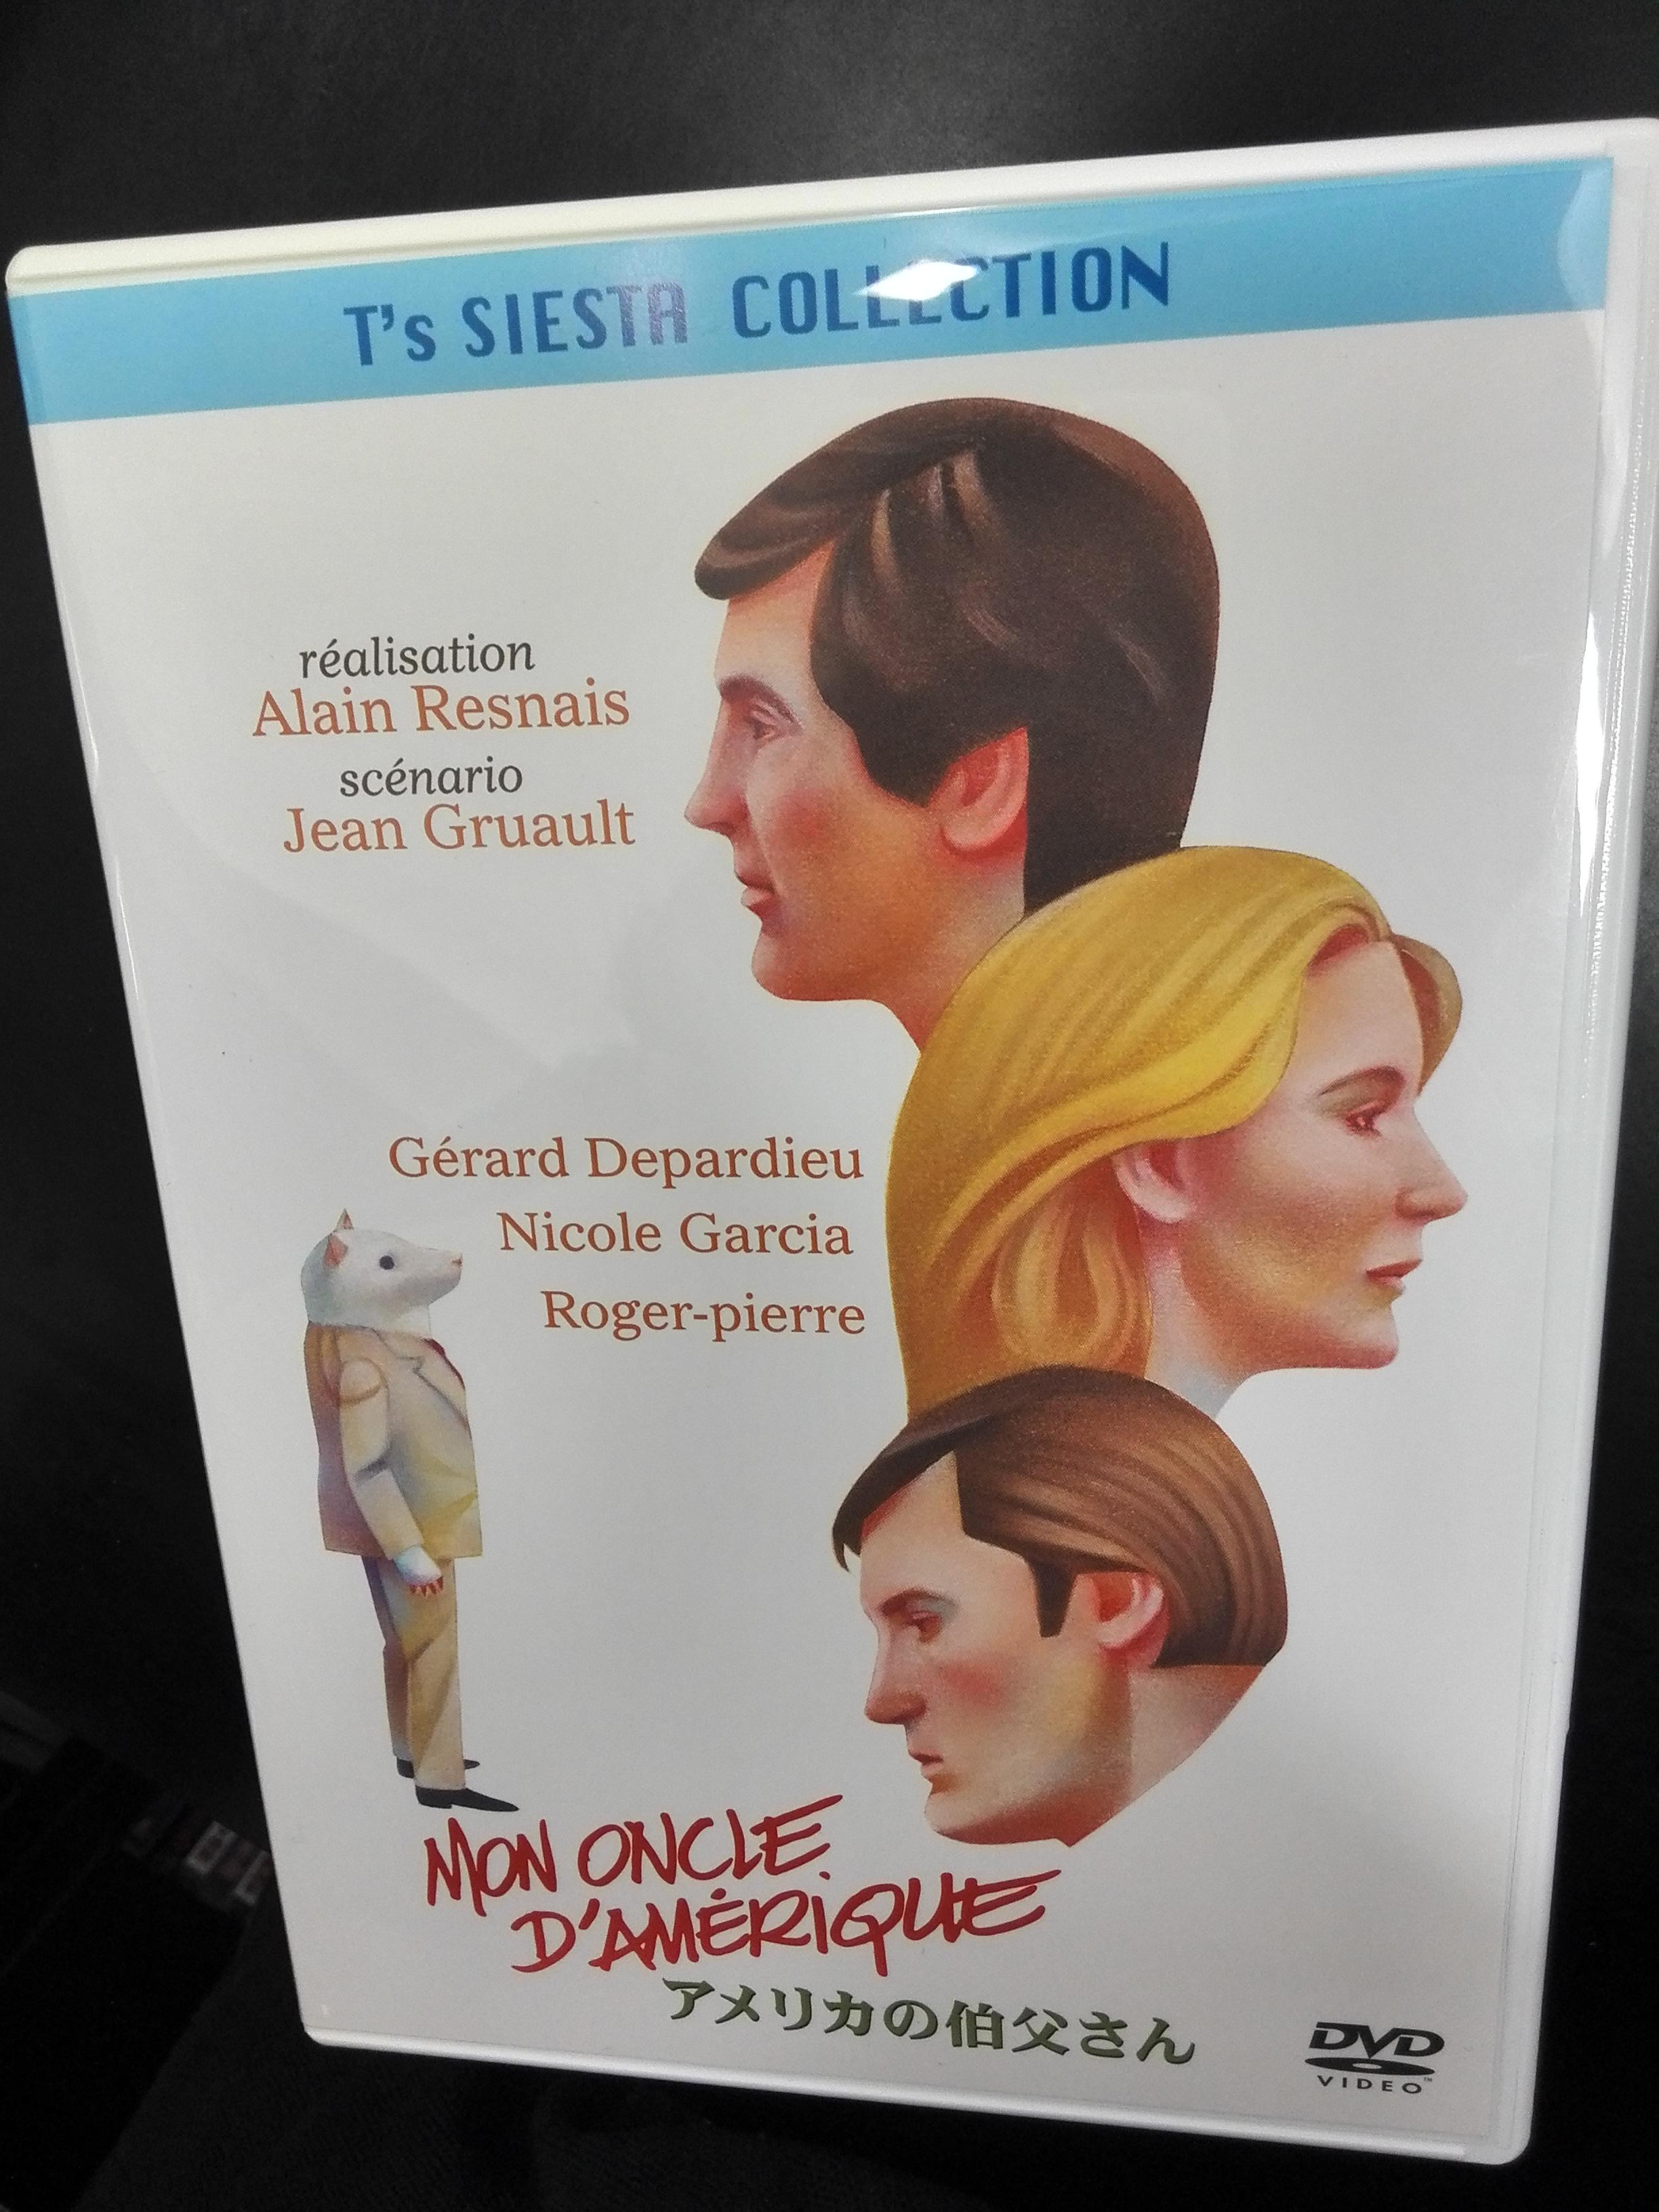 T's SIESTA COLLECTION
réalisation
Alain Resnais
scénario
Jean Gruault
Gérard Depardieu
Nicole Garcia
Roger-pierre
MON ONCLE
D'AMÉRIQUE
アメリカの伯父さん
DVD
VIDEO™